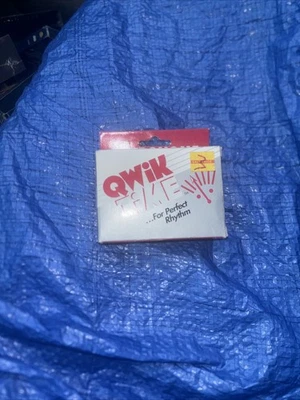 QWIK
TIME
...For Perfect
Rhythm